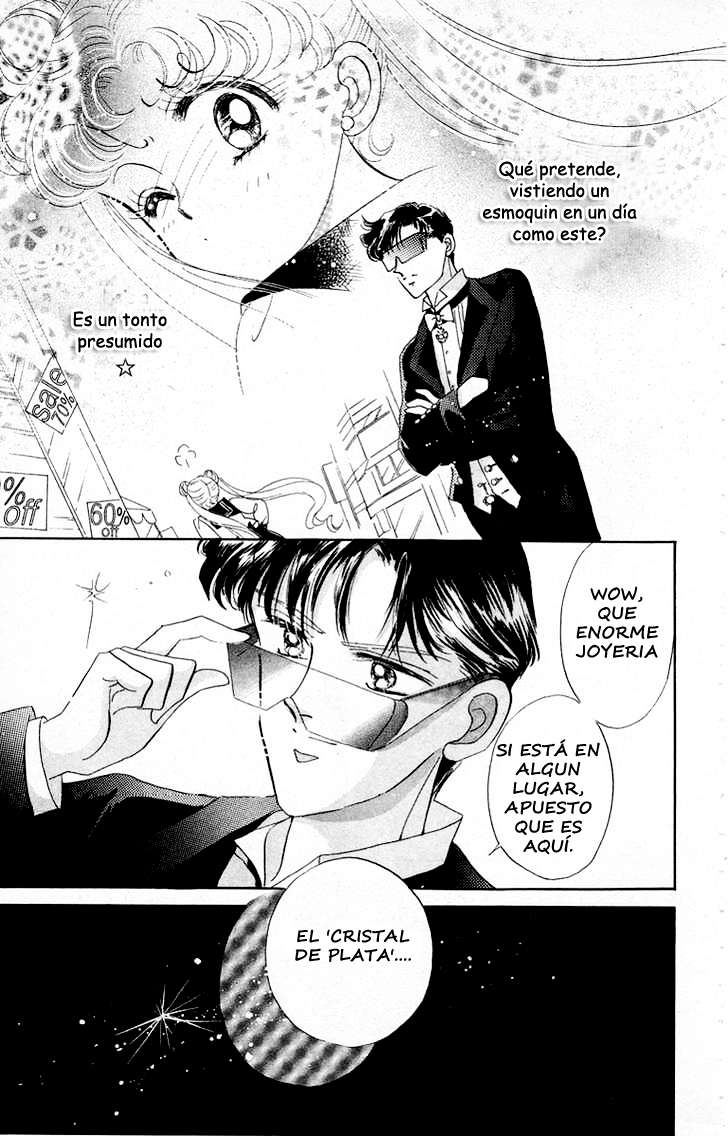 Qué pretende,
vistiendo un
esmoquin en un día
como este?
Es un tonto
presumido
☆
sale
70%
% off
60%
off
WOW,
QUE
ENORME
JOYERIA
SI ESTÁ EN
ALGUN
LUGAR,
APUESTO
QUE ES
AQUÍ.
EL 'CRISTAL
DE PLATA'....